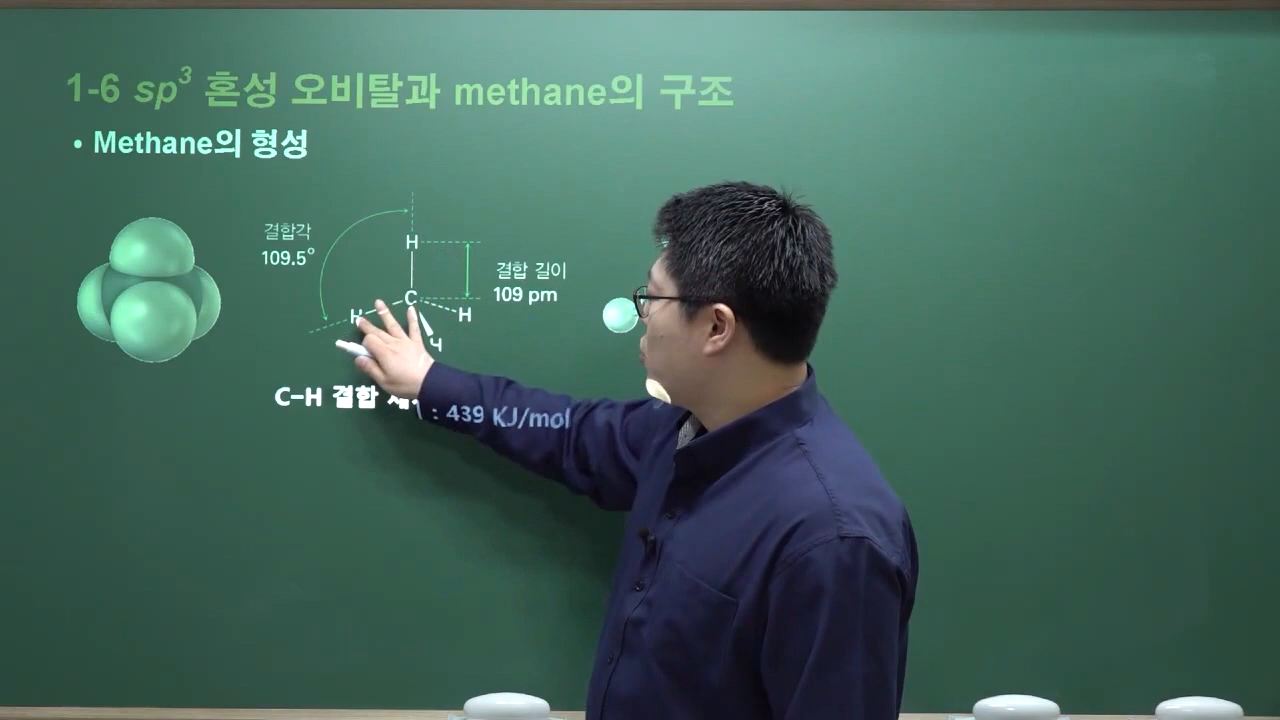 1-6 sp³ 혼성 오비탈과 methane의 구조
• Methane의 형성
결합각
109.5°
H
결합 길이
109 pm
C
H
H
C-H 결합
: 439 KJ/mol